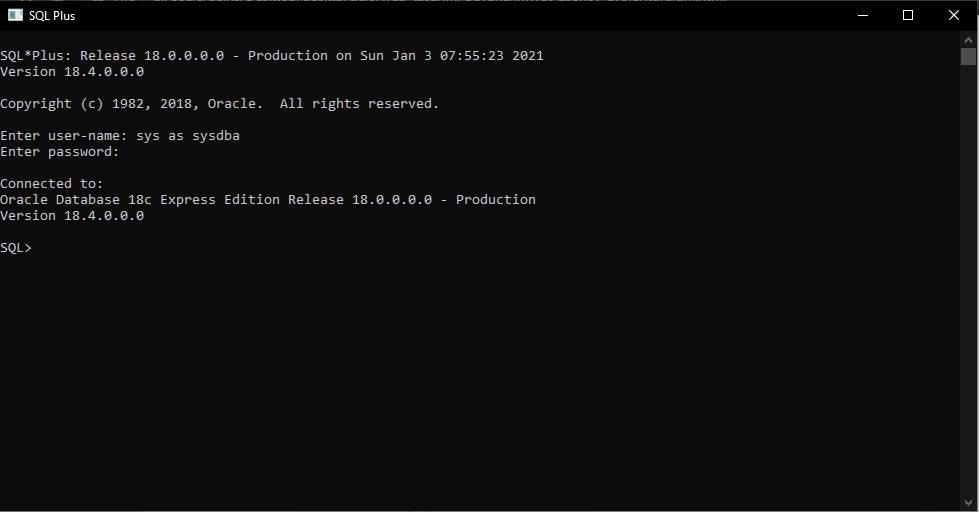 SQL Plus
SQL*Plus: Release 18.0.0.0.0 - Production on Sun Jan 3 07:55:23 2021
Version 18.4.0.0.0
Copyright (c) 1982, 2018, Oracle.  All rights reserved.
Enter user-name: sys as sysdba
Enter password:
Connected to:
Oracle Database 18c Express Edition Release 18.0.0.0.0 - Production
Version 18.4.0.0.0
SQL>